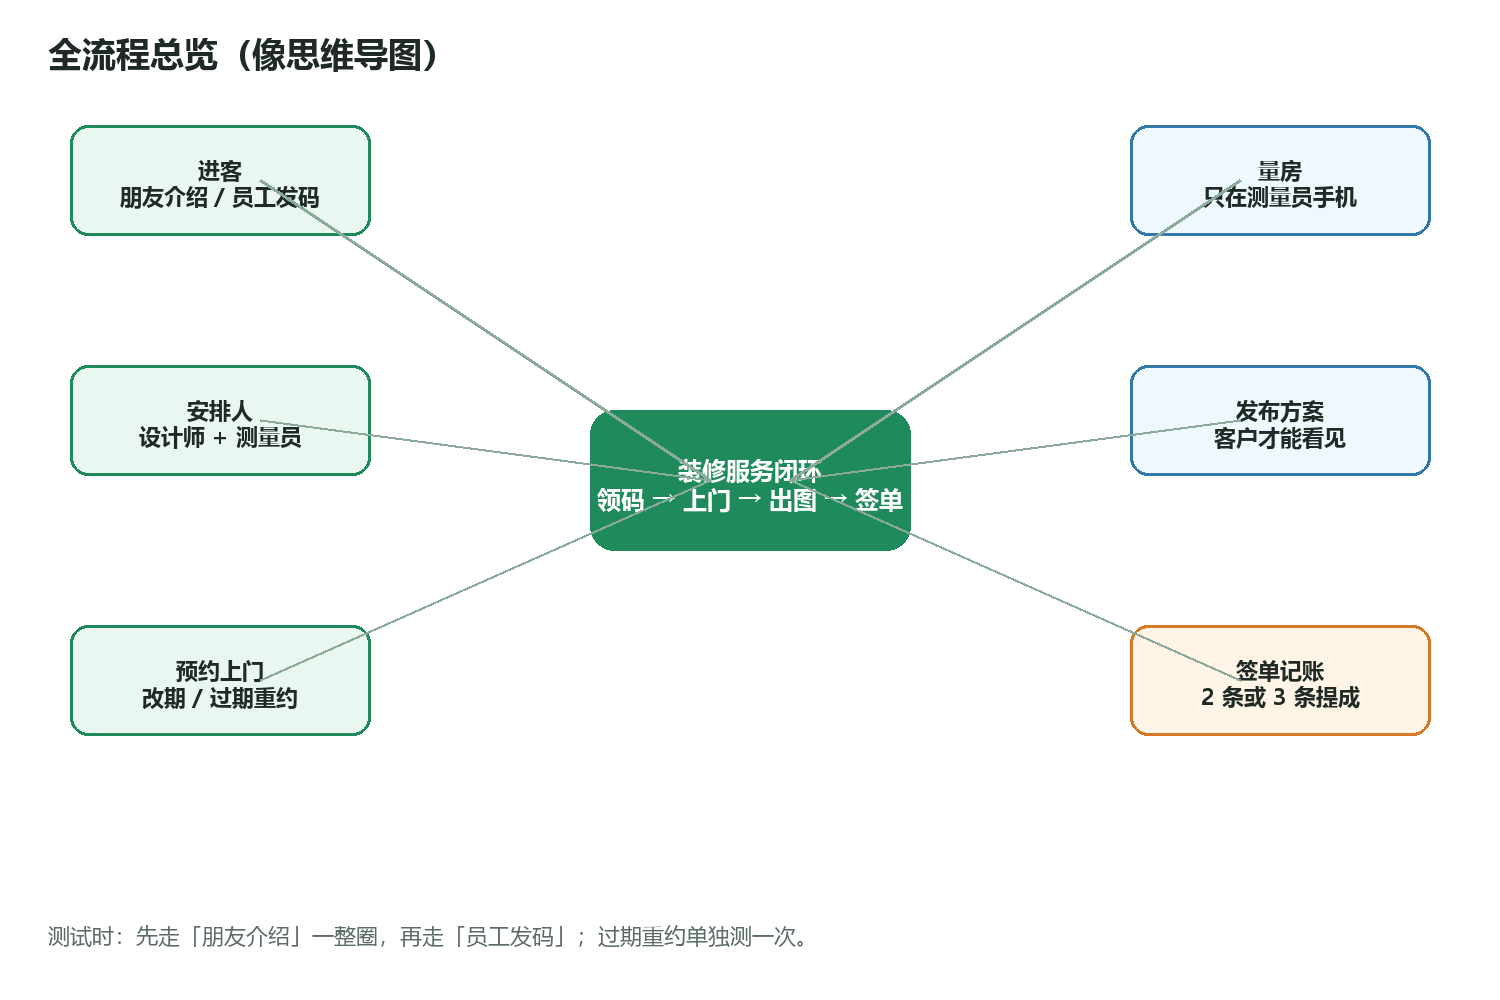 全流程总览（像思维导图）
进客
朋友介绍 / 员工发码
量房
只在测量员手机
安排人
设计师 + 测量员
发布方案
客户才能看见
装修服务闭环
领码 → 上门 → 出图 → 签单
预约上门
改期 / 过期重约
签单记账
2 条或 3 条提成
测试时：先走「朋友介绍」一整圈，再走「员工发码」；过期重约单独测一次。